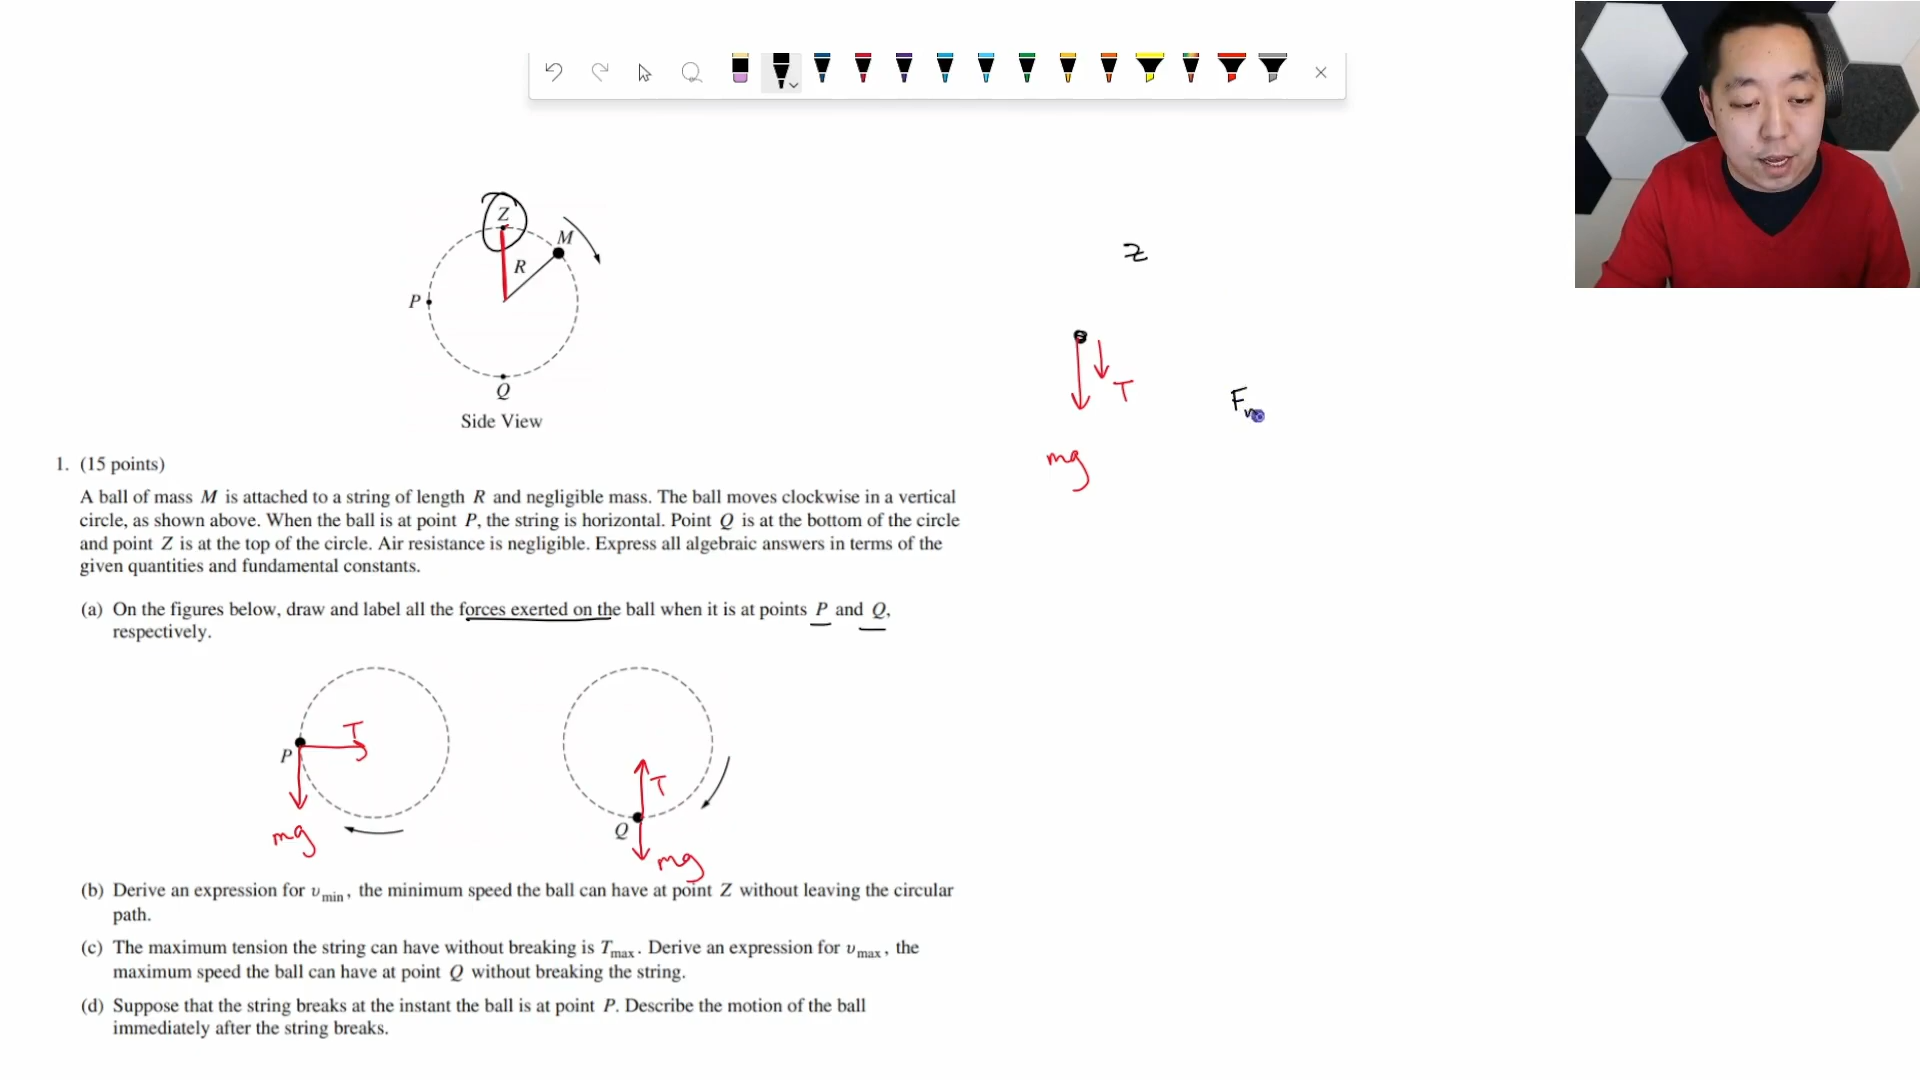 Z
M
R
P
Q
Side View
1. (15 points)
A ball of mass M is attached to a string of length R and negligible mass. The ball moves clockwise in a vertical
circle, as shown above. When the ball is at point P, the string is horizontal. Point Q is at the bottom of the circle
and point Z is at the top of the circle. Air resistance is negligible. Express all algebraic answers in terms of the
given quantities and fundamental constants.
(a) On the figures below, draw and label all the forces exerted on the ball when it is at points P and Q,
respectively.
T
P
mg
T
Q
mg
(b) Derive an expression for υmin, the minimum speed the ball can have at point Z without leaving the circular
path.
(c) The maximum tension the string can have without breaking is Tmax. Derive an expression for υmax, the
maximum speed the ball can have at point Q without breaking the string.
(d) Suppose that the string breaks at the instant the ball is at point P. Describe the motion of the ball
immediately after the string breaks.
Z
T
mg
F